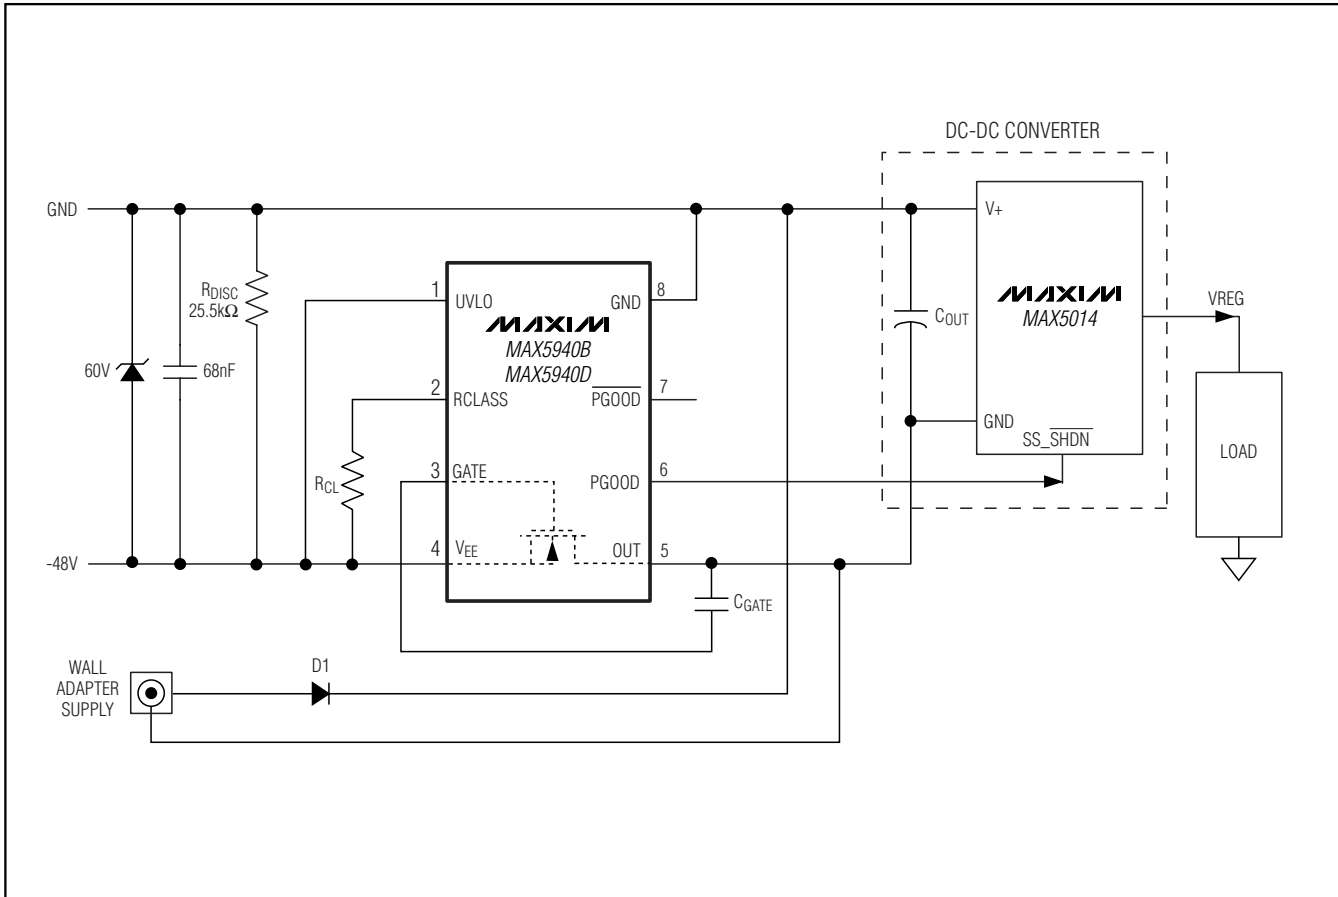 DC-DC CONVERTER
GND
V+
1
UVLO
GND
8
RDISC
25.5kΩ
MAXIM
MAX5940B
MAX5940D
MAXIM
MAX5014
VREG
COUT
60V
68nF
2
RCLASS
PGOOD
7
GND
SS_SHDN
LOAD
RCL
3
GATE
PGOOD
6
-48V
4
VEE
OUT
5
CGATE
WALL
ADAPTER
SUPPLY
D1